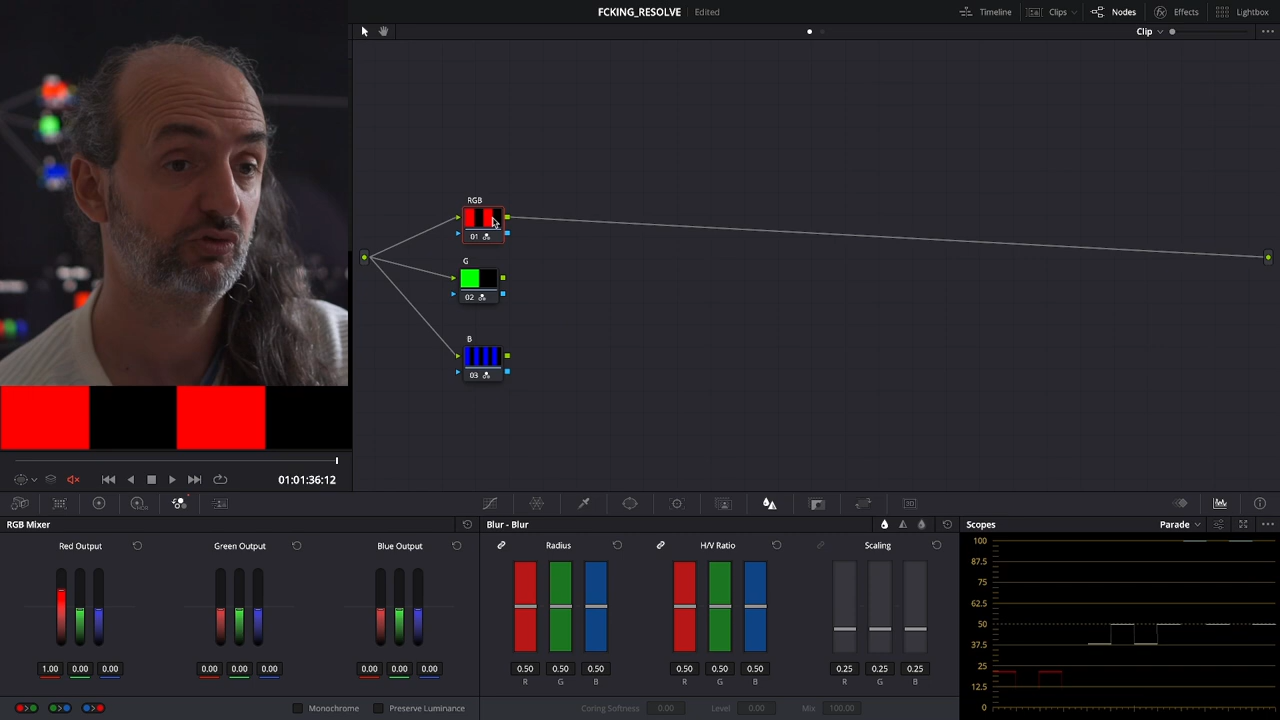 FCKING_RESOLVE Edited
Timeline Clips Nodes Effects Lightbox
Clip
RGB
01
G
02
B
03
01:01:36:12
RGB Mixer
Red Output Green Output Blue Output
1.00 0.00 0.00 0.00 0.00 0.00 0.00 0.00 0.00
Monochrome Preserve Luminance
Blur - Blur
Radius H/V Ratio Scaling
0.50 0.50 0.50 0.50 0.50 0.50 0.25 0.25 0.25
R G B R G B R G B
Coring Softness 0.00 Level 0.00 Mix 100.00
Scopes Parade
100
87.5
75
62.5
50
37.5
25
12.5
0